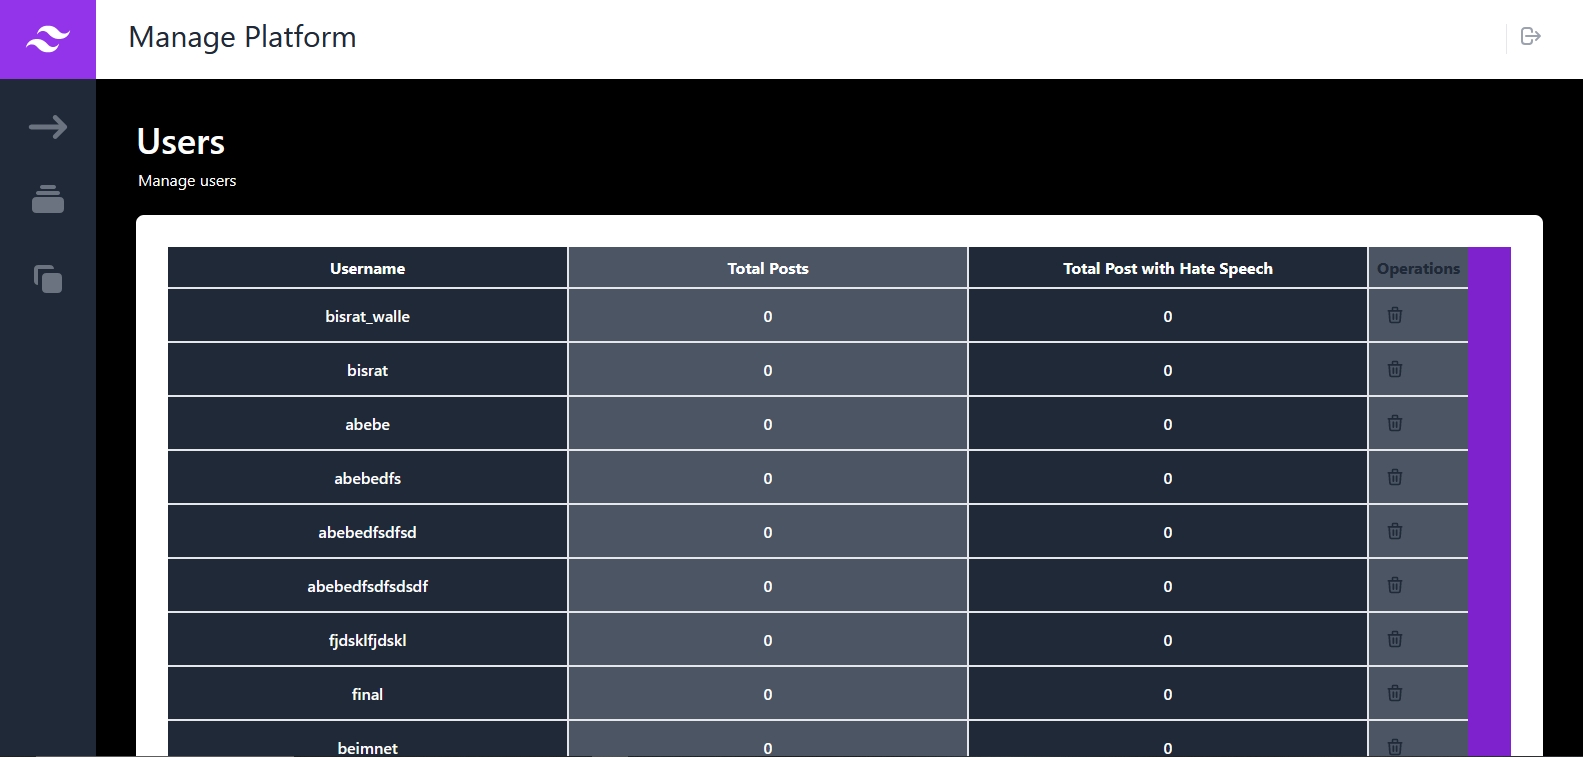 Manage Platform
Users
Manage users
Username Total Posts Total Post with Hate Speech Operations
bisrat_walle 0 0
bisrat 0 0
abebe 0 0
abebedfs 0 0
abebedfsdfsd 0 0
abebedfsdfsdsdf 0 0
fjdsklfjdskl 0 0
final 0 0
beimnet 0 0